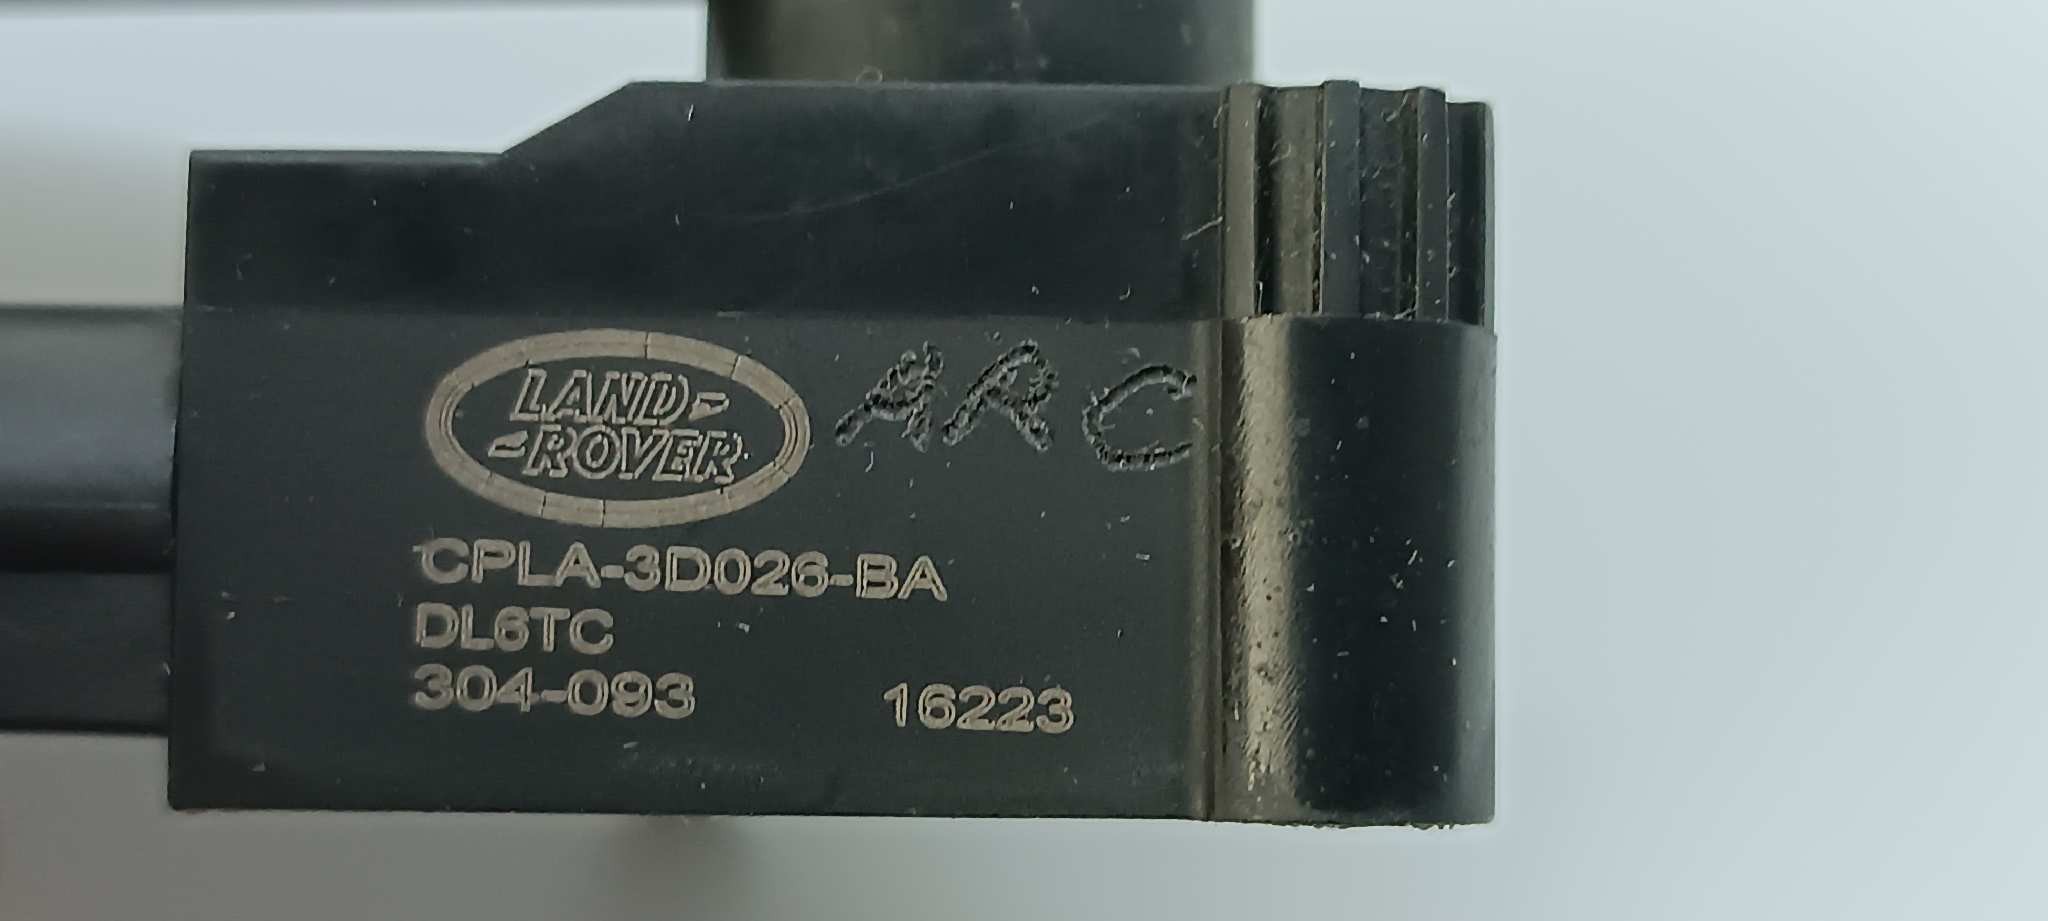 LAND-
-ROVER
ARC
CPLA-3D026-BA
DL6TC
304-093 16223